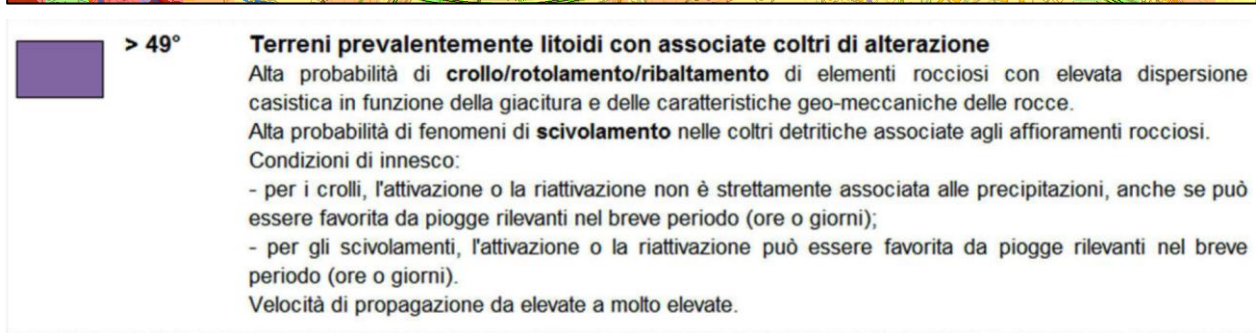 > 49° Terreni prevalentemente litoidi con associate coltri di alterazione
Alta probabilità di crollo/rotolamento/ribaltamento di elementi rocciosi con elevata dispersione
casistica in funzione della giacitura e delle caratteristiche geo-meccaniche delle rocce.
Alta probabilità di fenomeni di scivolamento nelle coltri detritiche associate agli affioramenti rocciosi.
Condizioni di innesco:
- per i crolli, l'attivazione o la riattivazione non è strettamente associata alle precipitazioni, anche se può
essere favorita da piogge rilevanti nel breve periodo (ore o giorni);
- per gli scivolamenti, l'attivazione o la riattivazione può essere favorita da piogge rilevanti nel breve
periodo (ore o giorni).
Velocità di propagazione da elevate a molto elevate.